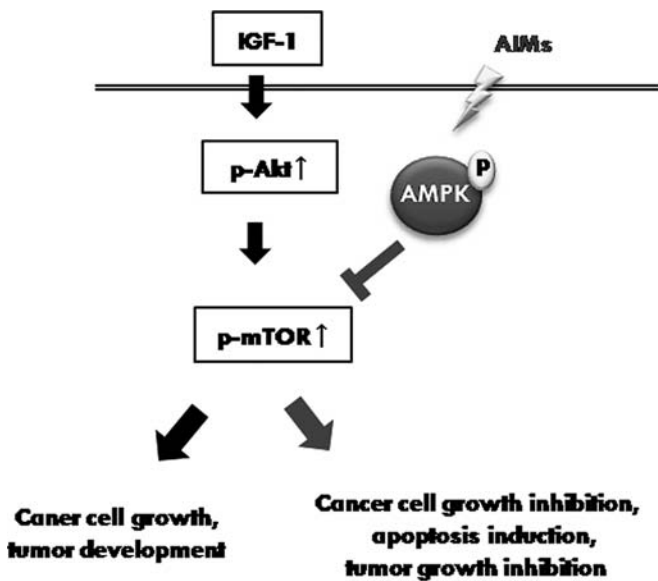 IGF-1
AIMs
p-Akt↑
P
AMPK
p-mTOR↑
Caner cell growth,
tumor development
Cancer cell growth inhibition,
apoptosis induction,
tumor growth inhibition